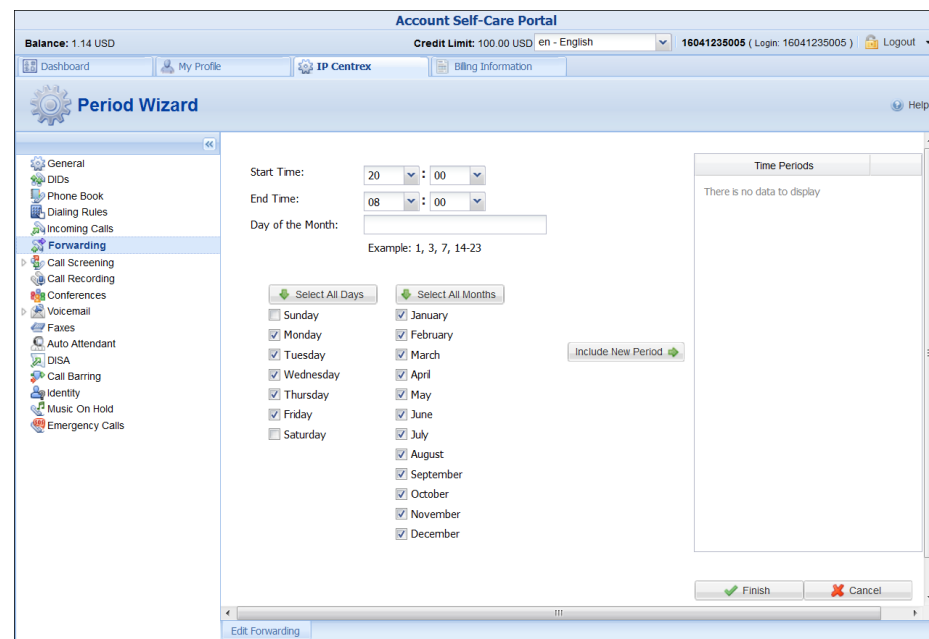 Account Self-Care Portal
Balance: 1.14 USD Credit Limit: 100.00 USD en - English 16041235005 ( Login: 16041235005 ) Logout
Dashboard My Profile IP Centrex Billing Information
Period Wizard Help
General
DIDs
Phone Book
Dialing Rules
Incoming Calls
Forwarding
Call Screening
Call Recording
Conferences
Voicemail
Faxes
Auto Attendant
DISA
Call Barring
Identity
Music On Hold
Emergency Calls
Start Time: 20 : 00
End Time: 08 : 00
Day of the Month:
Example: 1, 3, 7, 14-23
Select All Days
Sunday
Monday
Tuesday
Wednesday
Thursday
Friday
Saturday
Select All Months
January
February
March
April
May
June
July
August
September
October
November
December
Include New Period
Time Periods
There is no data to display
Finish Cancel
Edit Forwarding